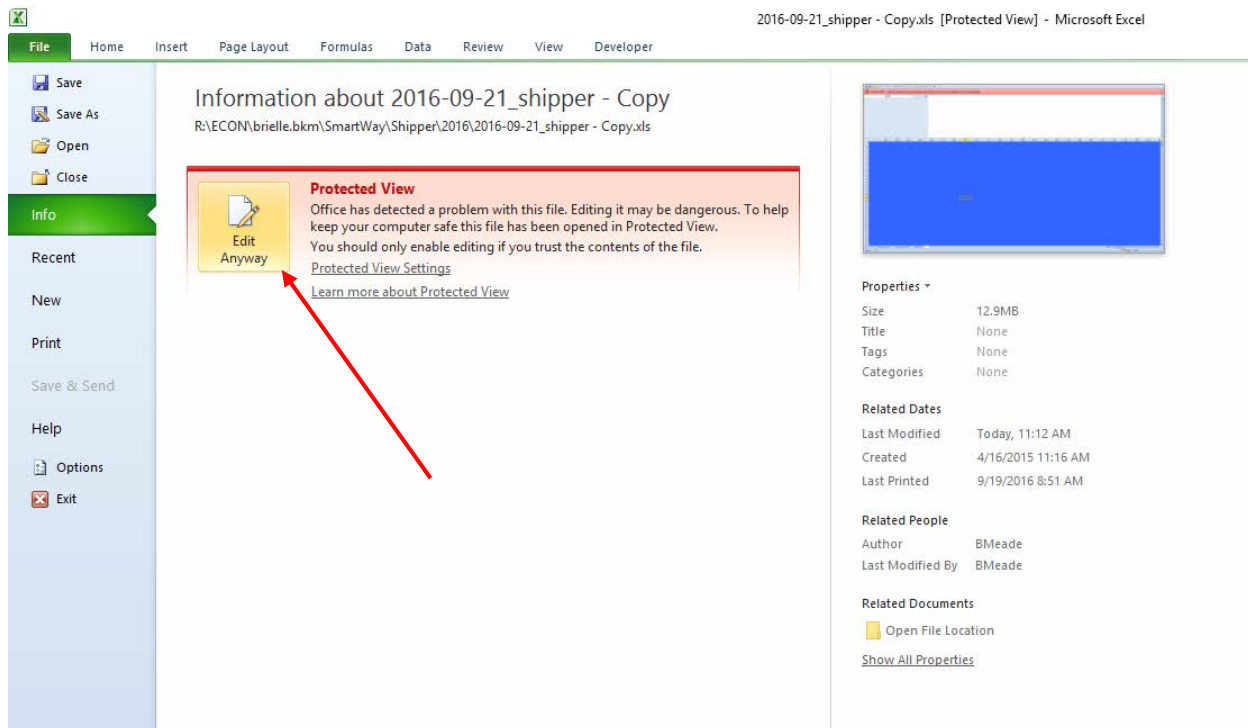 2016-09-21_shipper - Copy.xls [Protected View] - Microsoft Excel
File Home Insert Page Layout Formulas Data Review View Developer
Save
Save As
Open
Close
Info
Recent
New
Print
Save & Send
Help
Options
Exit
Information about 2016-09-21_shipper - Copy
R:\ECON\brielle.bkm\SmartWay\Shipper\2016\2016-09-21_shipper - Copy.xls
Edit
Anyway
Protected View
Office has detected a problem with this file. Editing it may be dangerous. To help
keep your computer safe this file has been opened in Protected View.
You should only enable editing if you trust the contents of the file.
Protected View Settings
Learn more about Protected View
Properties
Size 12.9MB
Title None
Tags None
Categories None
Related Dates
Last Modified Today, 11:12 AM
Created 4/16/2015 11:16 AM
Last Printed 9/19/2016 8:51 AM
Related People
Author BMeade
Last Modified By BMeade
Related Documents
Open File Location
Show All Properties